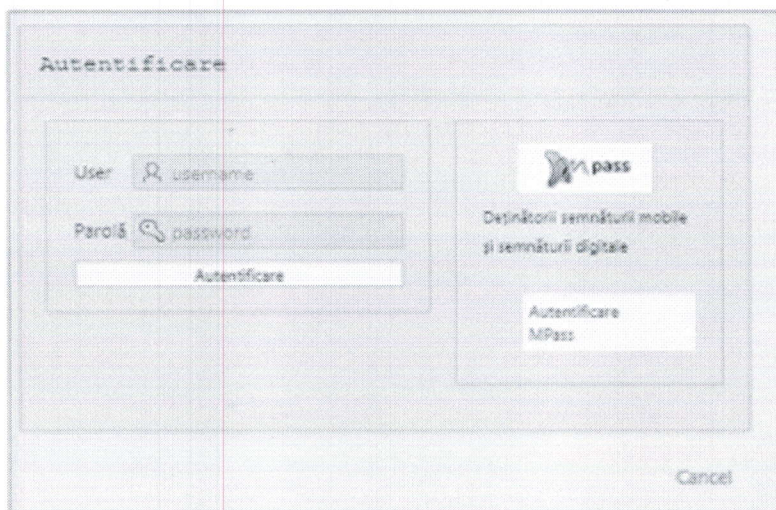 Autentificare
User
username
Parolă
password
Autentificare
pass
Deținătorii semnăturii mobile
și semnăturii digitale
Autentificare
MPass
Cancel